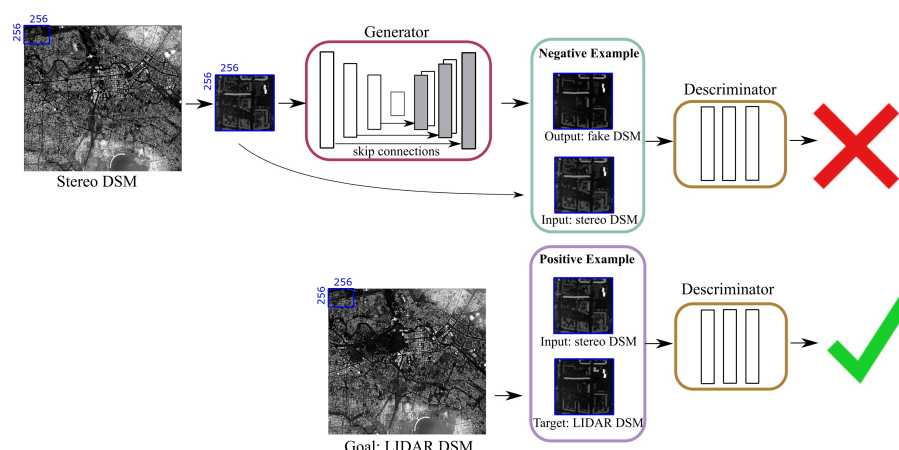 256
256
Stereo DSM
256
256
Generator
skip connections
Negative Example
Output: fake DSM
Input: stereo DSM
Descriminator
256
256
Goal: LIDAR DSM
Positive Example
Input: stereo DSM
Target: LIDAR DSM
Descriminator